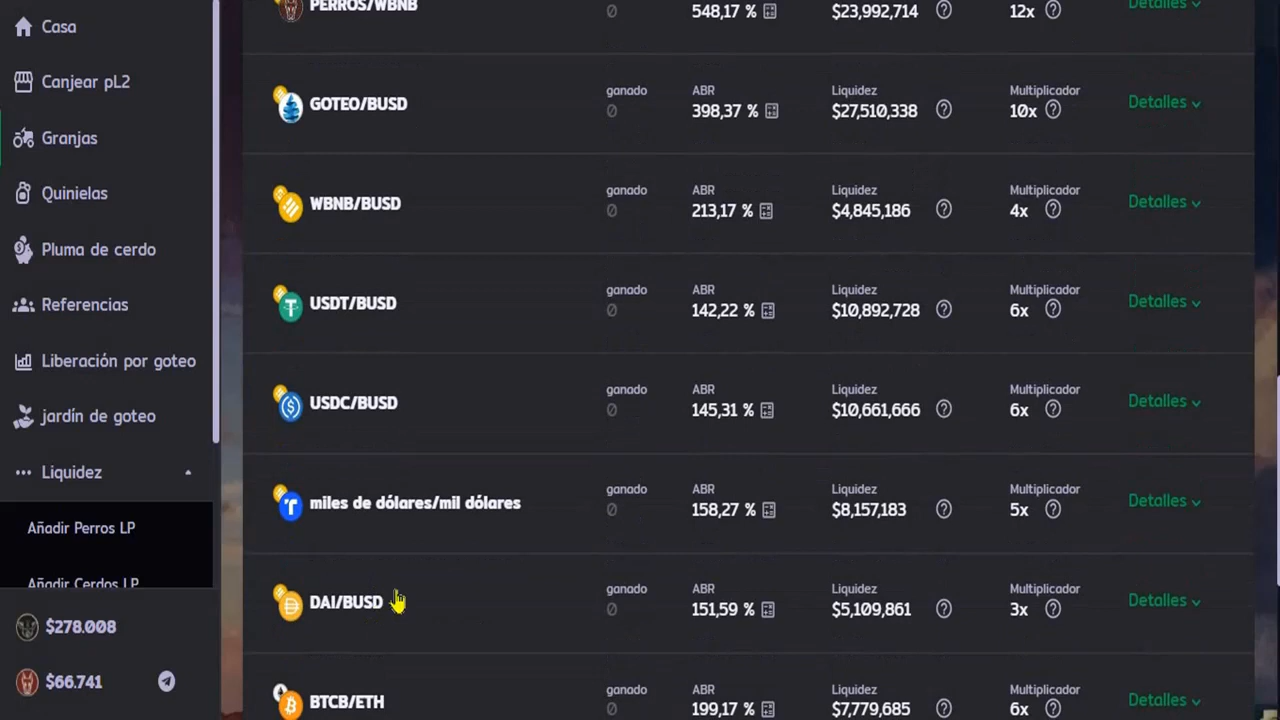 Casa
Canjear pL2
Granjas
Quinielas
Pluma de cerdo
Referencias
Liberación por goteo
jardín de goteo
Liquidez
Añadir Perros LP
Añadir Cerdos LP
$278.008
$66.741
PERROS/WBNB
0
548,17 %
$23,992,714
12x
Detalles
GOTEO/BUSD
ganado
0
ABR
398,37 %
Liquidez
$27,510,338
Multiplicador
10x
Detalles
WBNB/BUSD
ganado
0
ABR
213,17 %
Liquidez
$4,845,186
Multiplicador
4x
Detalles
USDT/BUSD
ganado
0
ABR
142,22 %
Liquidez
$10,892,728
Multiplicador
6x
Detalles
USDC/BUSD
ganado
0
ABR
145,31 %
Liquidez
$10,661,666
Multiplicador
6x
Detalles
miles de dólares/mil dólares
ganado
0
ABR
158,27 %
Liquidez
$8,157,183
Multiplicador
5x
Detalles
DAI/BUSD
ganado
0
ABR
151,59 %
Liquidez
$5,109,861
Multiplicador
3x
Detalles
BTCB/ETH
ganado
0
ABR
199,17 %
Liquidez
$7,779,685
Multiplicador
6x
Detalles